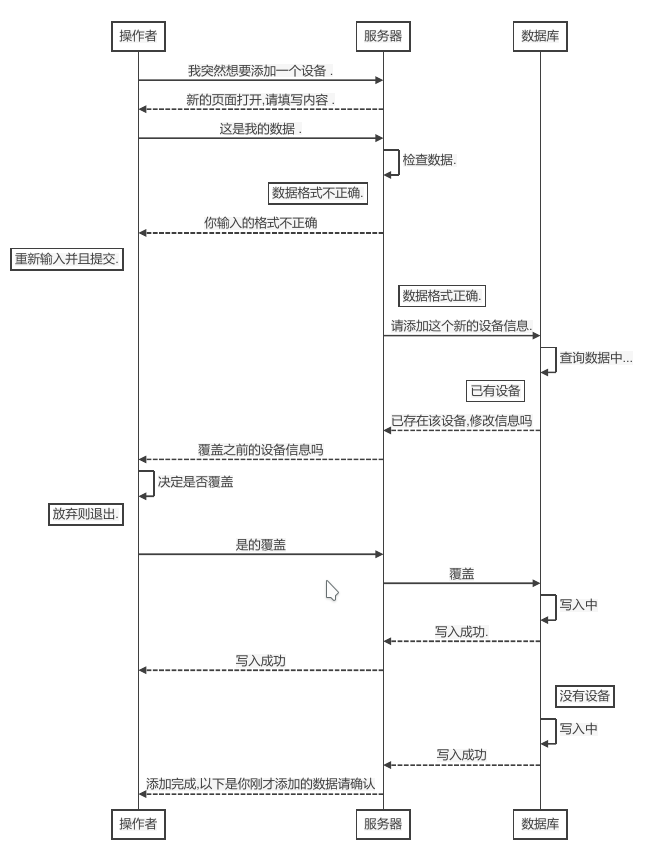 操作者 服务器 数据库
我突然想要添加一个设备 .
新的页面打开,请填写内容 .
这是我的数据 .
检查数据.
数据格式不正确.
你输入的格式不正确
重新输入并且提交.
数据格式正确.
请添加这个新的设备信息.
查询数据中...
已有设备
已存在该设备,修改信息吗
覆盖之前的设备信息吗
决定是否覆盖
放弃则退出.
是的覆盖
覆盖
写入中
写入成功.
写入成功
没有设备
写入中
写入成功
添加完成,以下是你刚才添加的数据请确认
操作者 服务器 数据库